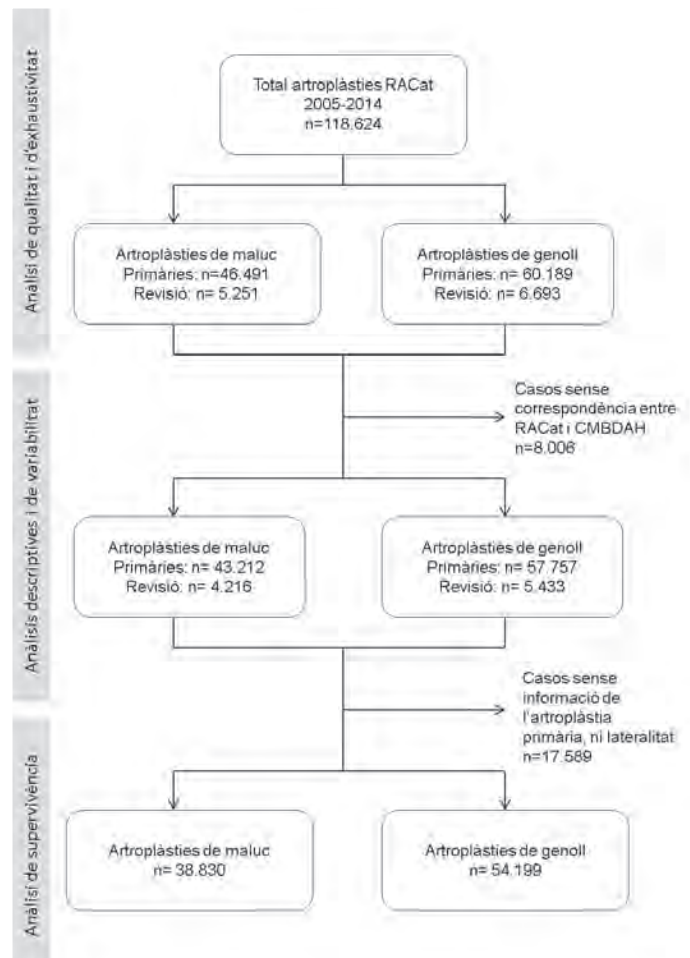 Anàlisi de qualitat i d'exhaustivitat
Total artroplàsties RACat
2005-2014
n=118.624
Artroplàsties de maluc
Primàries: n=46.491
Revisió: n= 5.251
Artroplàsties de genoll
Primàries: n= 60.189
Revisió: n= 6.693
Anàlisis descriptives i de variabilitat
Casos sense
correspondència entre
RACat i CMBDAH
n=8.006
Artroplàsties de maluc
Primàries: n= 43.212
Revisió: n= 4.216
Artroplàsties de genoll
Primàries: n= 57.757
Revisió: n= 5.433
Casos sense
informació de
l'artroplàstia
primària, ni lateralitat
n=17.589
Anàlisi de supervivència
Artroplàsties de maluc
n= 38.830
Artroplàsties de genoll
n= 54.199